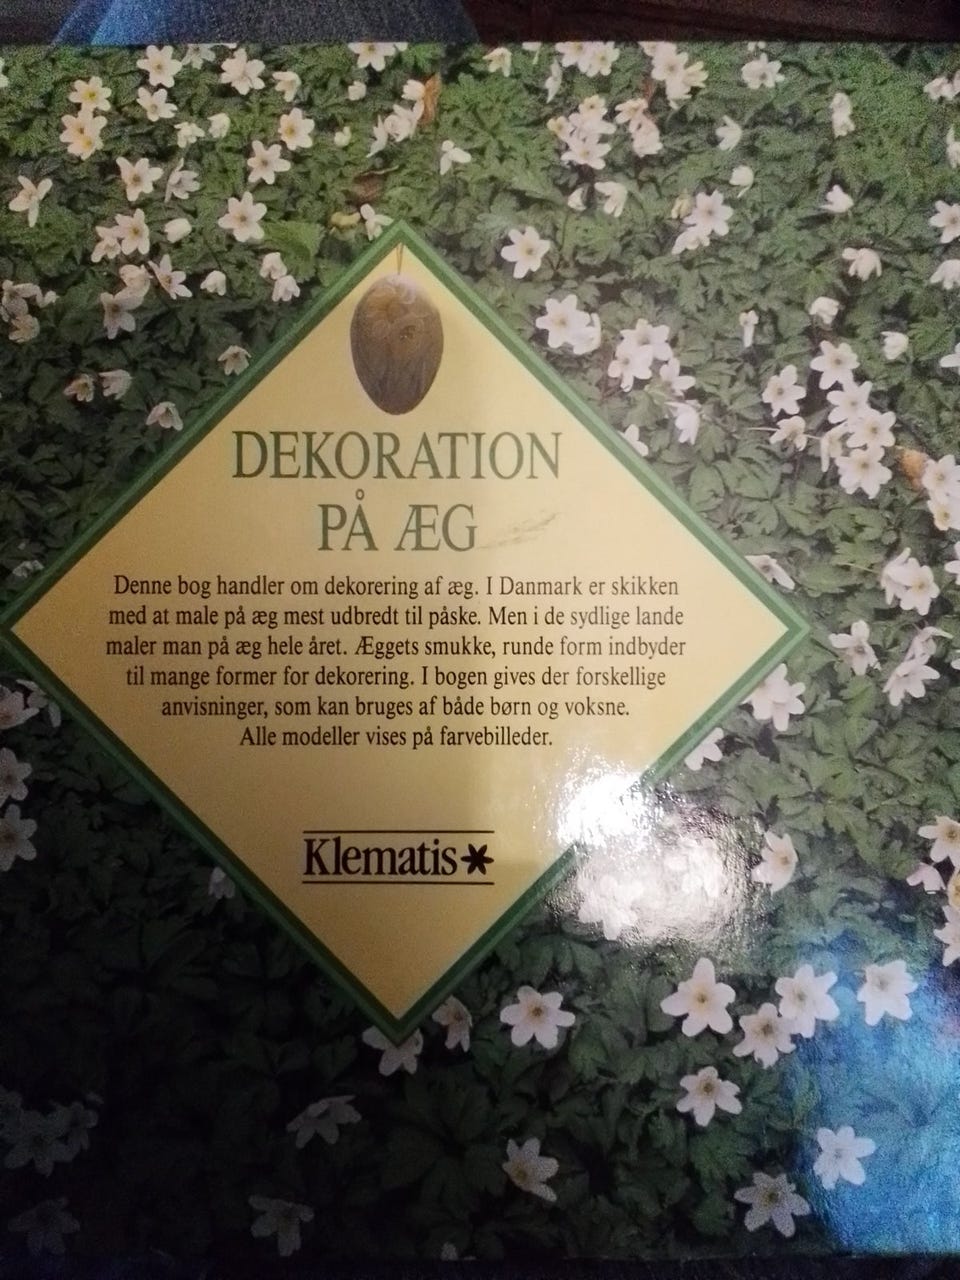 DEKORATION
PÅ ÆG
Denne bog handler om dekorering af æg. I Danmark er skikken
med at male på æg mest udbredt til påske. Men i de sydlige lande
maler man på æg hele året. Æggets smukke, runde form indbyder
til mange former for dekorering. I bogen gives der forskellige
anvisninger, som kan bruges af både børn og voksne.
Alle modeller vises på farvebilleder.
Klematis